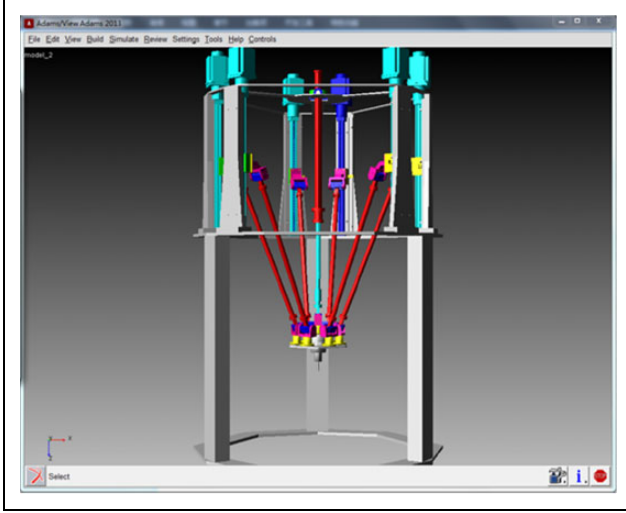 Adams/View Adams 2011
File Edit View Build Simulate Review Settings Tools Help Controls
model_2
Select